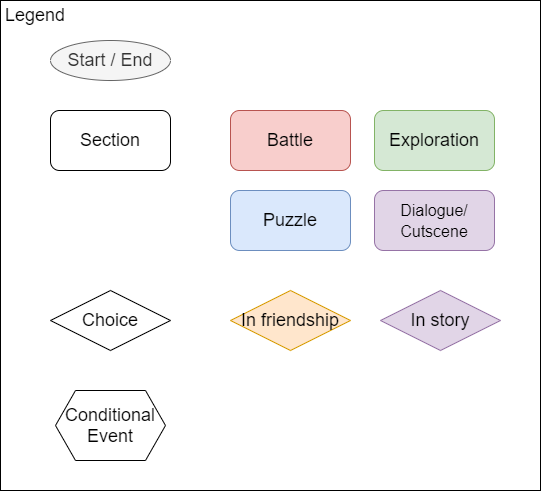 Legend
Start / End
Section
Battle
Exploration
Puzzle
Dialogue/
Cutscene
Choice
In friendship
In story
Conditional
Event